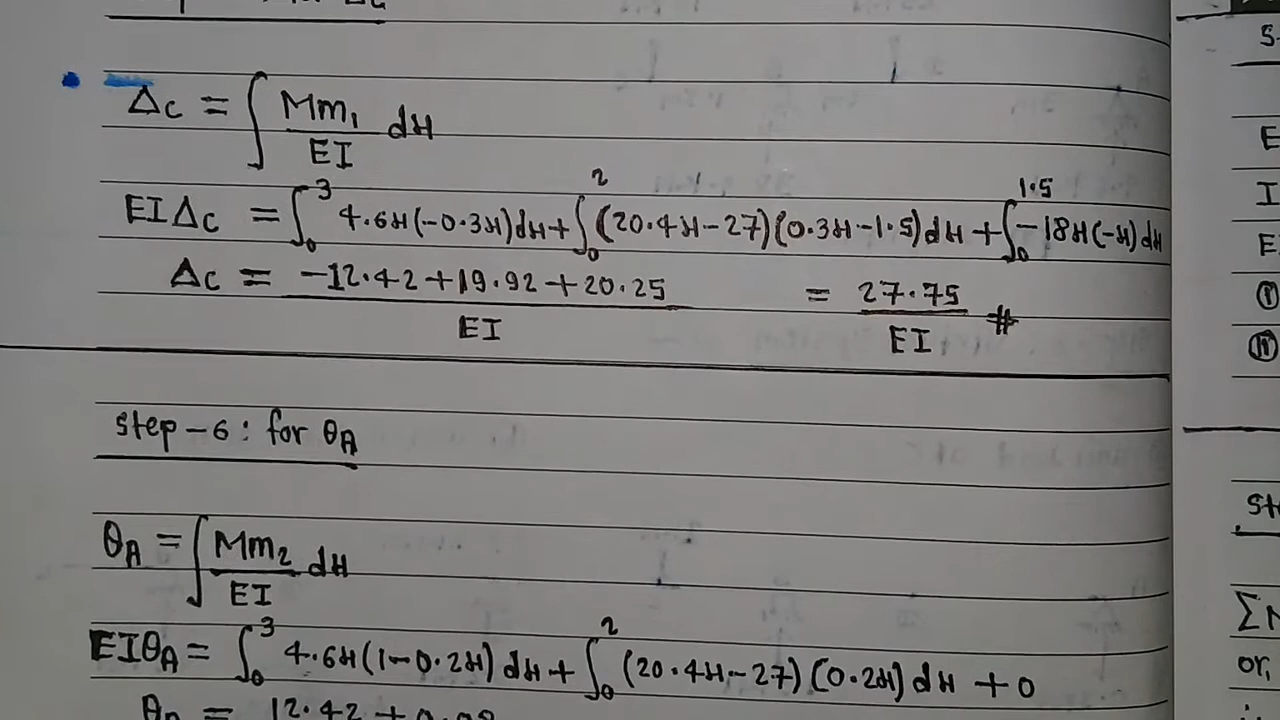 Δc = ∫ Mm₁/EI dx
EIΔc = ∫₀³ 4.6x(-0.3x)dx + ∫₀² (20.4x-27)(0.3x-1.5)dx + ∫₀^1.5 -18x(-x)dx
Δc = (-12.42+19.92+20.25)/EI = 27.75/EI #
step-6: for θA
θA = ∫ Mm₂/EI dx
EIθA = ∫₀³ 4.6x(1-0.2x)dx + ∫₀² (20.4x-27)(0.2x)dx + 0
or,